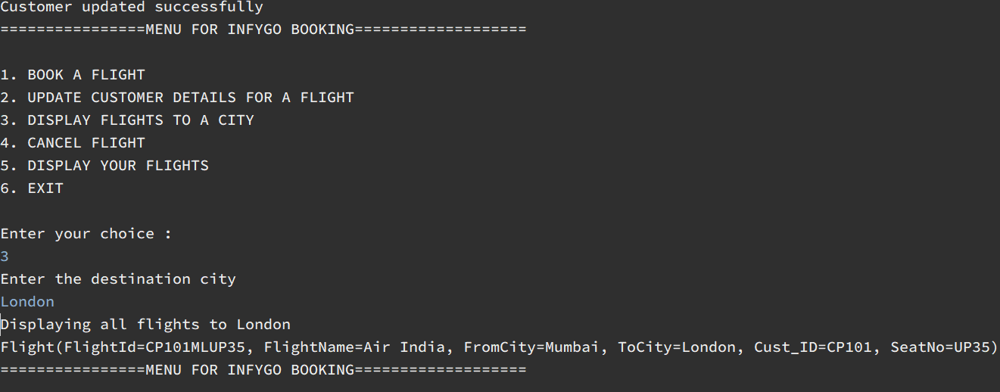 Customer updated successfully
================MENU FOR INFYGO BOOKING===================
1. BOOK A FLIGHT
2. UPDATE CUSTOMER DETAILS FOR A FLIGHT
3. DISPLAY FLIGHTS TO A CITY
4. CANCEL FLIGHT
5. DISPLAY YOUR FLIGHTS
6. EXIT
Enter your choice :
3
Enter the destination city
London
Displaying all flights to London
Flight(FlightId=CP101MLUP35, FlightName=Air India, FromCity=Mumbai, ToCity=London, Cust_ID=CP101, SeatNo=UP35)
================MENU FOR INFYGO BOOKING===================